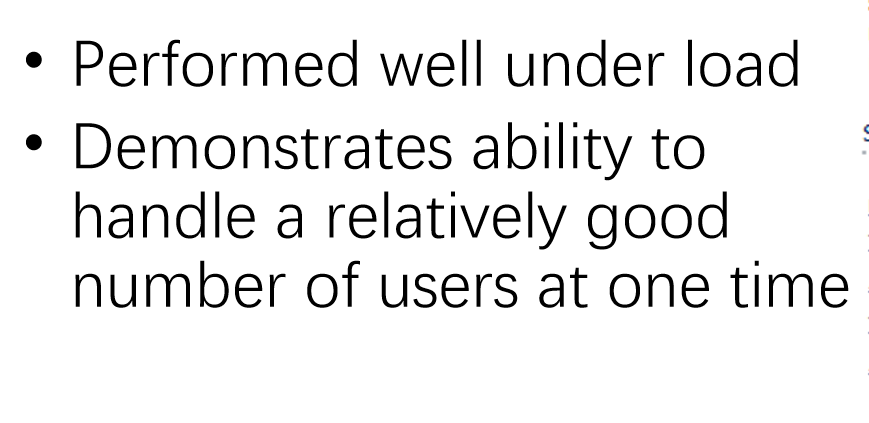 • Performed well under load
• Demonstrates ability to
handle a relatively good
number of users at one time